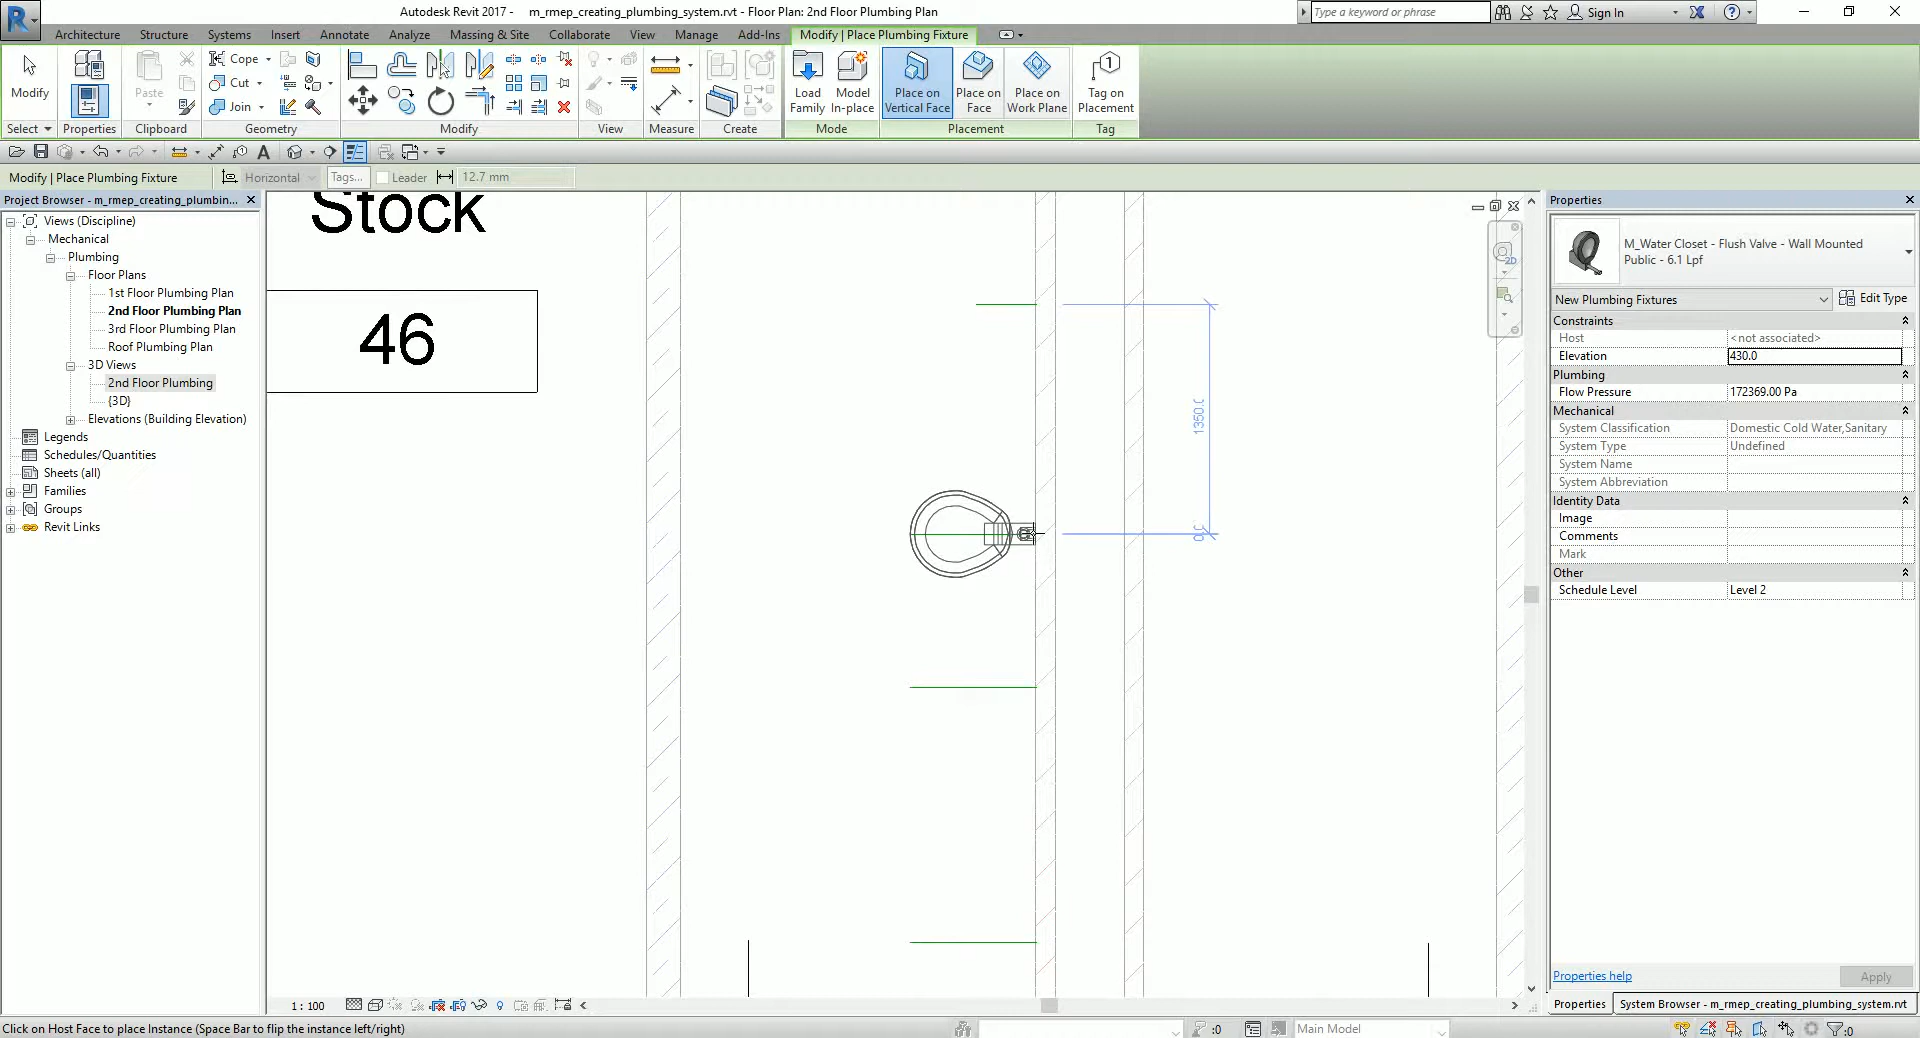 Autodesk Revit 2017 - m_rmep_creating_plumbing_system.rvt - Floor Plan: 2nd Floor Plumbing Plan
Type a keyword or phrase
Sign In
Architecture Structure Systems Insert Annotate Analyze Massing & Site Collaborate View Manage Add-Ins Modify | Place Plumbing Fixture
Cope
Cut
Join
Modify
Paste
Load Family
Model In-place
Place on Vertical Face
Place on Face
Place on Work Plane
Tag on Placement
Select Properties Clipboard Geometry Modify View Measure Create Mode Placement Tag
Modify | Place Plumbing Fixture Horizontal Tags... Leader 12.7 mm
Project Browser - m_rmep_creating_plumbin...
Views (Discipline)
Mechanical
Plumbing
Floor Plans
1st Floor Plumbing Plan
2nd Floor Plumbing Plan
3rd Floor Plumbing Plan
Roof Plumbing Plan
3D Views
2nd Floor Plumbing
{3D}
Elevations (Building Elevation)
Legends
Schedules/Quantities
Sheets (all)
Families
Groups
Revit Links
Stock
46
1350.0
0.0
2D
Properties
M_Water Closet - Flush Valve - Wall Mounted
Public - 6.1 Lpf
New Plumbing Fixtures Edit Type
Constraints
Host <not associated>
Elevation 430.0
Plumbing
Flow Pressure 172369.00 Pa
Mechanical
System Classification Domestic Cold Water,Sanitary
System Type Undefined
System Name
System Abbreviation
Identity Data
Image
Comments
Mark
Other
Schedule Level Level 2
Properties help Apply
Properties System Browser - m_rmep_creating_plumbing_system.rvt
1 : 100
Click on Host Face to place Instance (Space Bar to flip the instance left/right)
:0
Main Model
:0